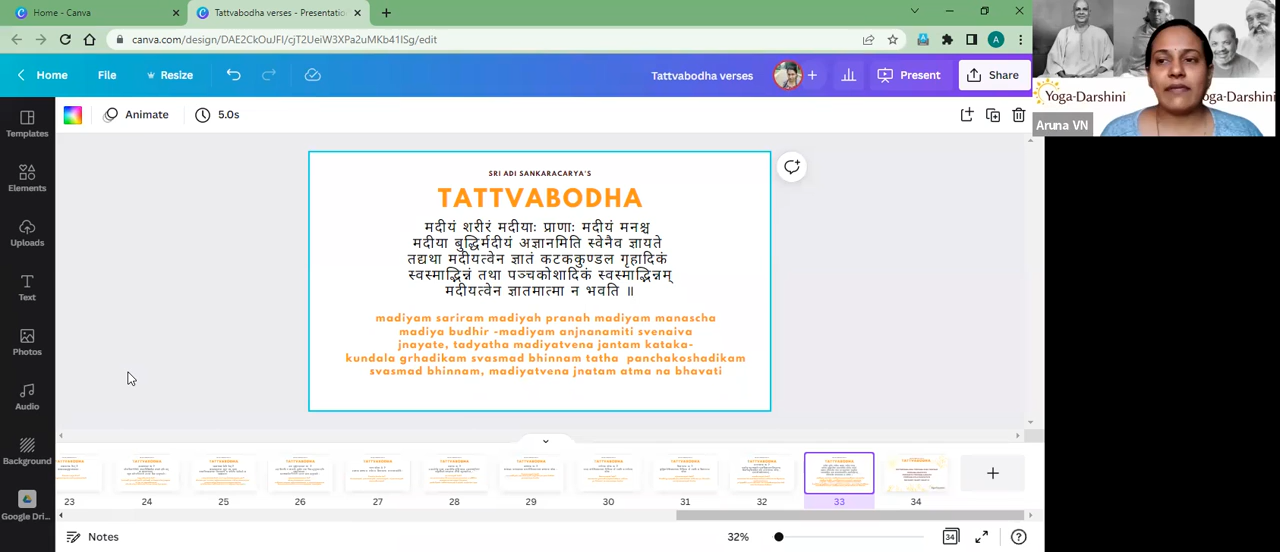 Home - Canva
Tattvabodha verses - Presentatio
canva.com/design/DAE2CkOuJFI/cjT2UeiW3XPa2uMKb41ISg/edit
Home
File
Resize
Tattvabodha verses
Present
Share
Animate
5.0s
Templates
Elements
Uploads
Text
Photos
Audio
Background
Google Dri...
SRI ADI SANKARACARYA'S
TATTVABODHA
मदीयं शरीरं मदीयाः प्राणाः मदीयं मनश्च
मदीया बुद्धिर्मदीयं अज्ञानमिति स्वेनैव ज्ञायते
तद्यथा मदीयत्वेन ज्ञातं कटककुण्डल गृहादिकं
स्वस्माद्भिन्नं तथा पञ्चकोशादिकं स्वस्माद्भिन्नम्
मदीयत्वेन ज्ञातमात्मा न भवति ॥
madiyam sariram madiyah pranah madiyam manascha
madiya budhir -madiyam anjnanamiti svenaiva
jnayate, tadyatha madiyatvena jantam kataka-
kundala grhadikam svasmad bhinnam tatha panchakoshadikam
svasmad bhinnam, madiyatvena jnatam atma na bhavati
TATTVABODHA
23 24 25 26 27 28 29 30 31 32 33 34
Notes
32%
34
Yoga-Darshini
oga-Darshini
Aruna VN
A